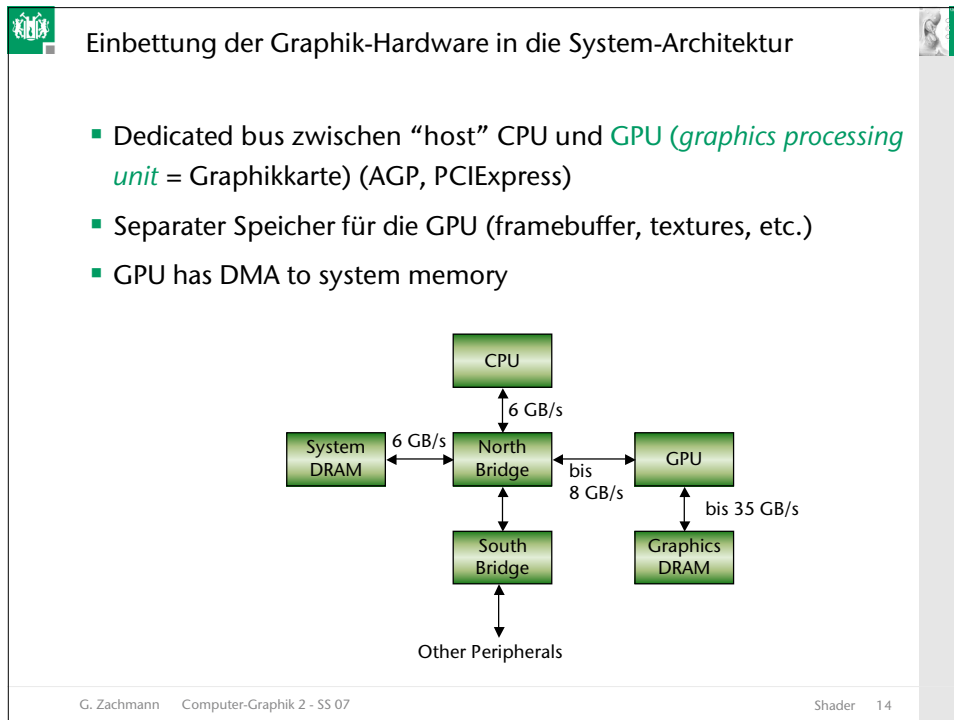 Einbettung der Graphik-Hardware in die System-Architektur
▪ Dedicated bus zwischen “host” CPU und GPU (graphics processing
unit = Graphikkarte) (AGP, PCIExpress)
▪ Separater Speicher für die GPU (framebuffer, textures, etc.)
▪ GPU has DMA to system memory
CPU
6 GB/s
System
DRAM
6 GB/s
North
Bridge
bis
8 GB/s
GPU
bis 35 GB/s
South
Bridge
Graphics
DRAM
Other Peripherals
G. Zachmann Computer-Graphik 2 - SS 07
Shader 14